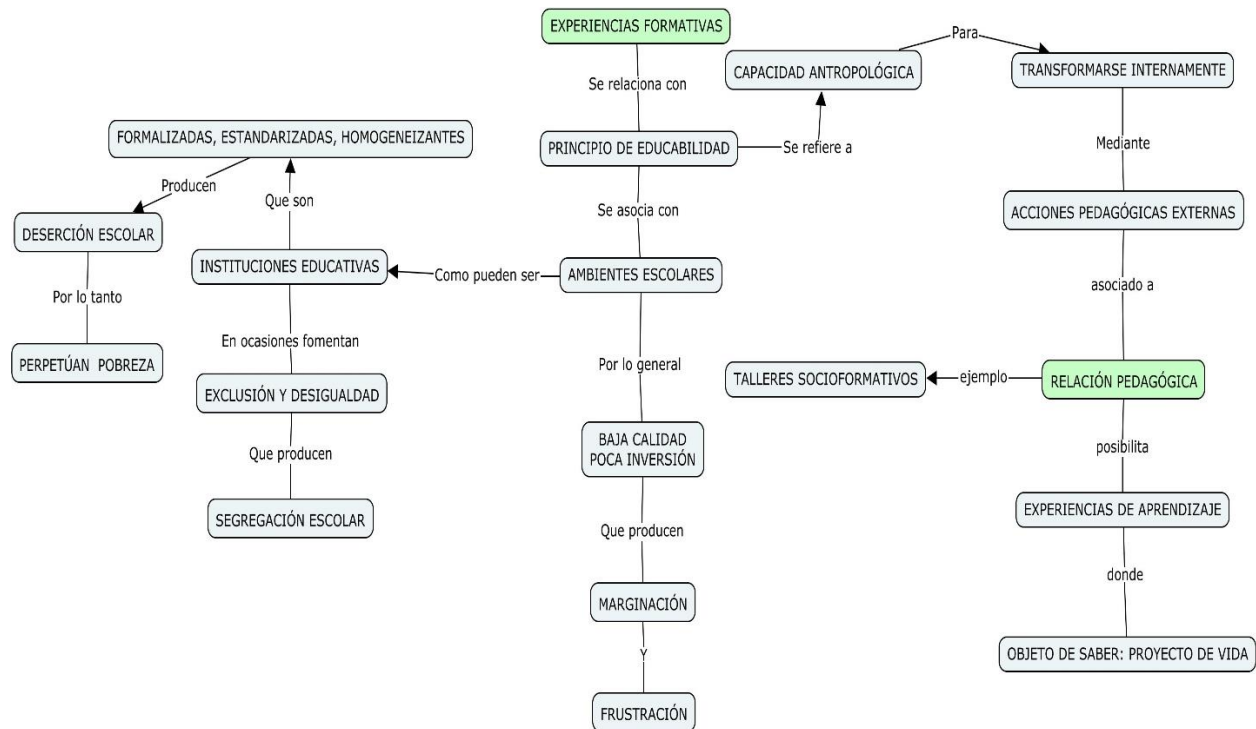 EXPERIENCIAS FORMATIVAS
Se relaciona con
PRINCIPIO DE EDUCABILIDAD
Se refiere a
CAPACIDAD ANTROPOLÓGICA
Para
TRANSFORMARSE INTERNAMENTE
Mediante
ACCIONES PEDAGÓGICAS EXTERNAS
asociado a
RELACIÓN PEDAGÓGICA
ejemplo
TALLERES SOCIOFORMATIVOS
posibilita
EXPERIENCIAS DE APRENDIZAJE
donde
OBJETO DE SABER: PROYECTO DE VIDA
Se asocia con
AMBIENTES ESCOLARES
Como pueden ser
INSTITUCIONES EDUCATIVAS
Que son
FORMALIZADAS, ESTANDARIZADAS, HOMOGENEIZANTES
Producen
DESERCIÓN ESCOLAR
Por lo tanto
PERPETÚAN POBREZA
En ocasiones fomentan
EXCLUSIÓN Y DESIGUALDAD
Que producen
SEGREGACIÓN ESCOLAR
Por lo general
BAJA CALIDAD
POCA INVERSIÓN
Que producen
MARGINACIÓN
Y
FRUSTRACIÓN